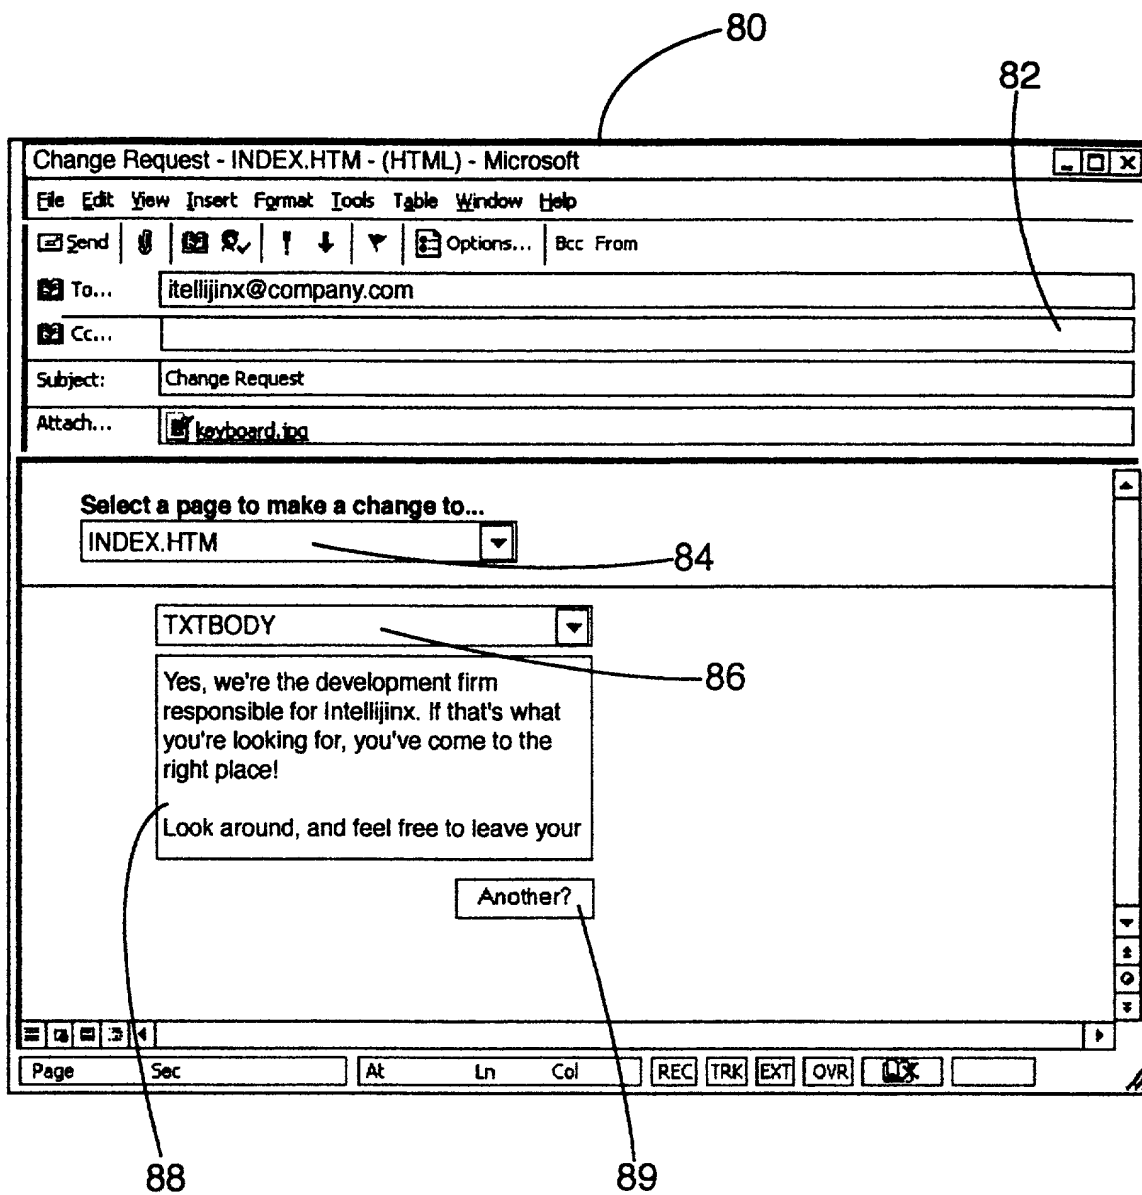 80
82
Change Request - INDEX.HTM - (HTML) - Microsoft
File Edit View Insert Format Tools Table Window Help
Send Options... Bcc From
To... itellijinx@company.com
Cc...
Subject: Change Request
Attach... keyboard.jpg
Select a page to make a change to...
INDEX.HTM
84
TXTBODY
86
Yes, we're the development firm
responsible for Intellijinx. If that's what
you're looking for, you've come to the
right place!
Look around, and feel free to leave your
Another?
Page Sec At Ln Col REC TRK EXT OVR
88
89